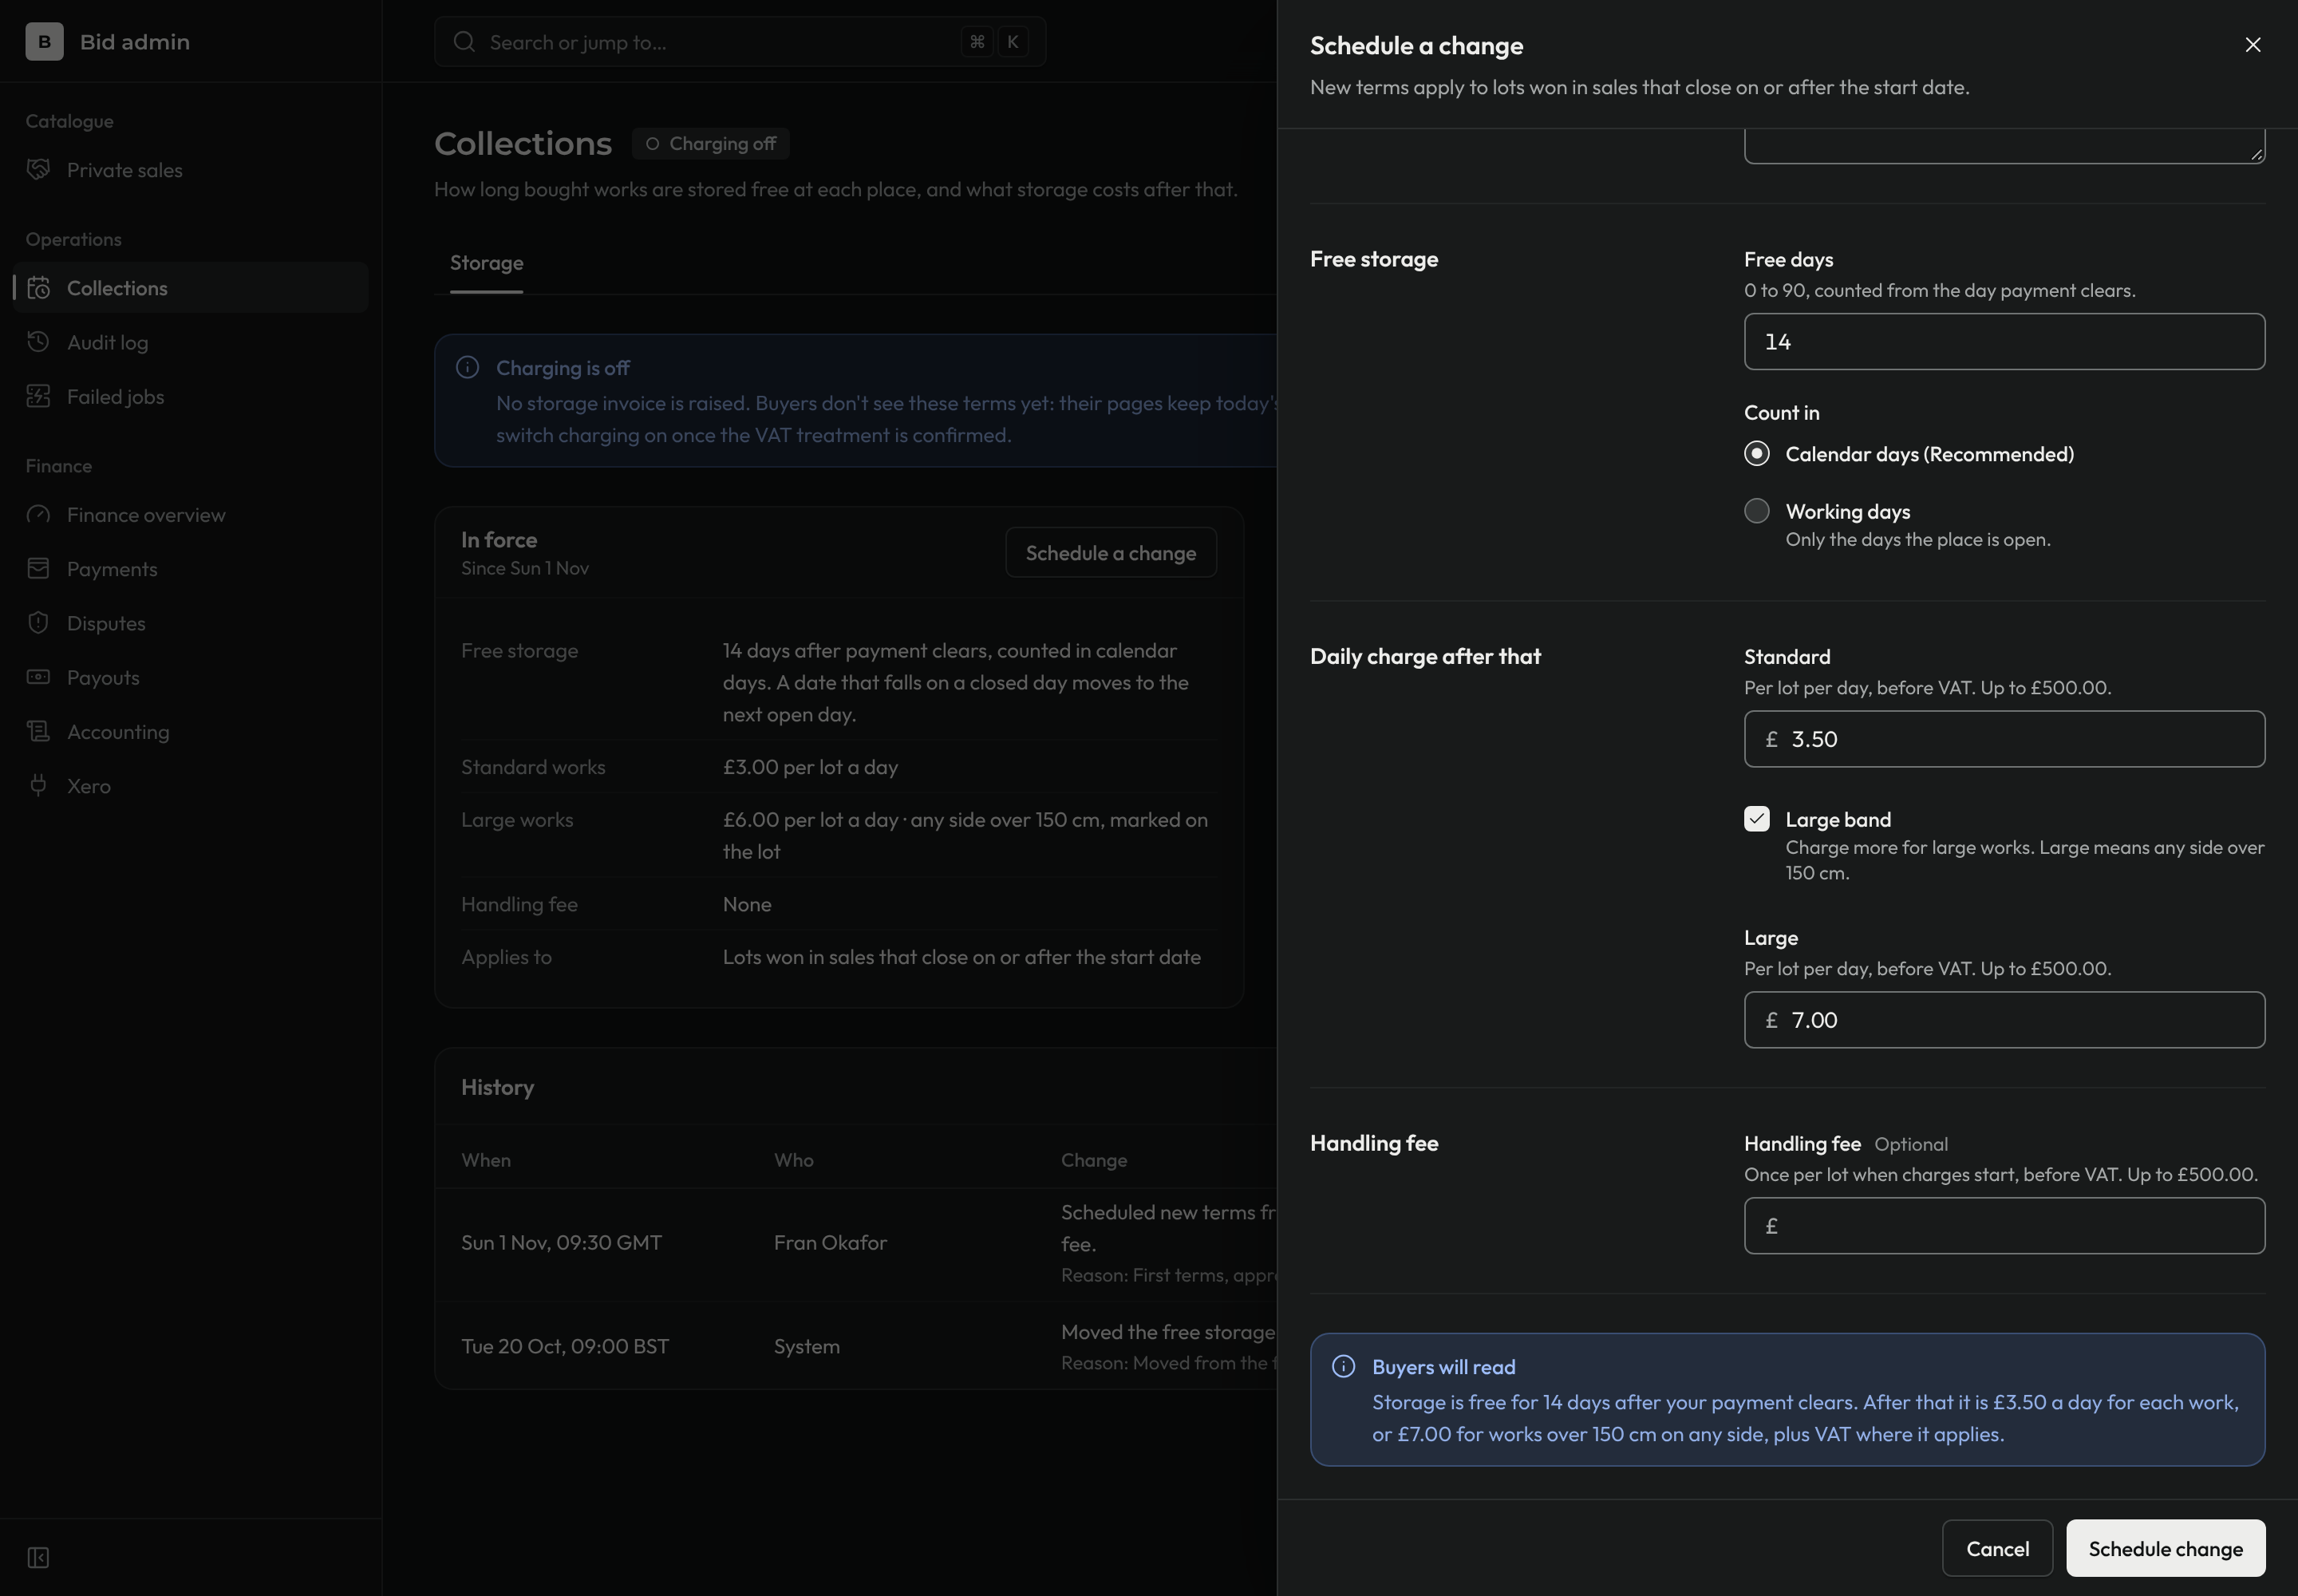 B
Bid admin
Catalogue
Private sales
Operations
Collections
Audit log
Failed jobs
Finance
Finance overview
Payments
Disputes
Payouts
Accounting
Xero
Search or jump to…
⌘ K
Collections
Charging off
How long bought works are stored free at each place, and what storage costs after that.
Storage
Charging is off
No storage invoice is raised. Buyers don't see these terms yet: their pages keep today's
switch charging on once the VAT treatment is confirmed.
In force
Since Sun 1 Nov
Schedule a change
Free storage
14 days after payment clears, counted in calendar
days. A date that falls on a closed day moves to the
next open day.
Standard works
£3.00 per lot a day
Large works
£6.00 per lot a day · any side over 150 cm, marked on
the lot
Handling fee
None
Applies to
Lots won in sales that close on or after the start date
History
When Who Change
Sun 1 Nov, 09:30 GMT
Fran Okafor
Scheduled new terms fr
fee.
Reason: First terms, appr
Tue 20 Oct, 09:00 BST
System
Moved the free storage
Reason: Moved from the f
Schedule a change
New terms apply to lots won in sales that close on or after the start date.
Free storage
Free days
0 to 90, counted from the day payment clears.
14
Count in
Calendar days (Recommended)
Working days
Only the days the place is open.
Daily charge after that
Standard
Per lot per day, before VAT. Up to £500.00.
£ 3.50
Large band
Charge more for large works. Large means any side over
150 cm.
Large
Per lot per day, before VAT. Up to £500.00.
£ 7.00
Handling fee
Handling fee Optional
Once per lot when charges start, before VAT. Up to £500.00.
£
Buyers will read
Storage is free for 14 days after your payment clears. After that it is £3.50 a day for each work,
or £7.00 for works over 150 cm on any side, plus VAT where it applies.
Cancel
Schedule change